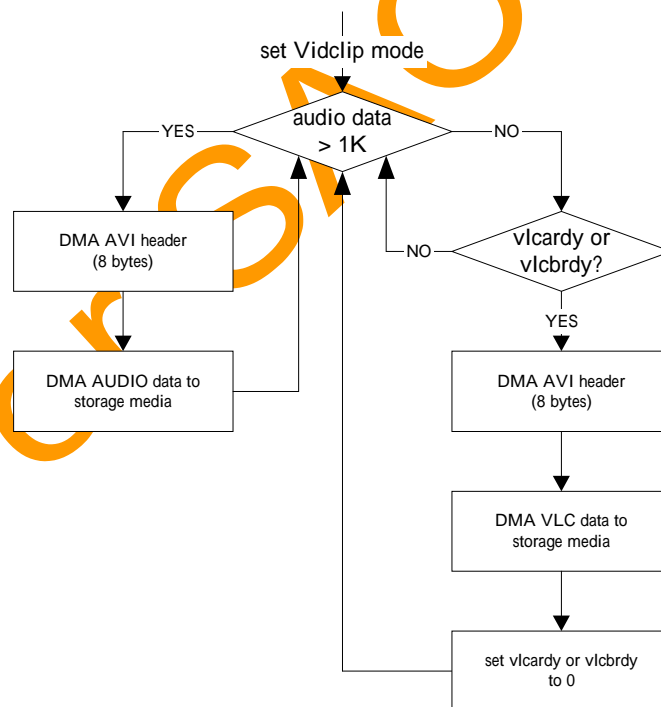 set Vidclip mode
audio data
> 1K
YES
NO
DMA AVI header
(8 bytes)
vlcardy or
vlcbrdy?
NO
YES
DMA AUDIO data to
storage media
DMA AVI header
(8 bytes)
DMA VLC data to
storage media
set vlcardy or vlcbrdy
to 0